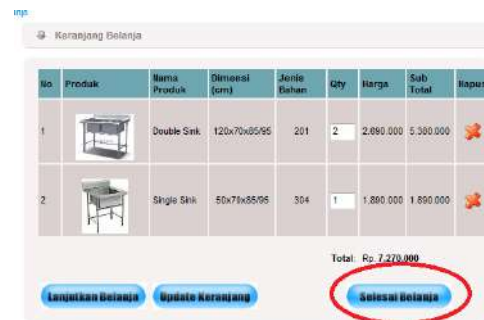 Keranjang Belanja
No Produk Nama Produk Dimensi (cm) Jenis Bahan Qty Harga Sub Total Hapus
1 Double Sink 120x70x85/95 201 2 2.690.000 5.380.000
2 Single Sink 50x70x85/95 304 1 1.890.000 1.890.000
Total: Rp. 7.270.000
Lanjutkan Belanja Update Keranjang Selesai Belanja